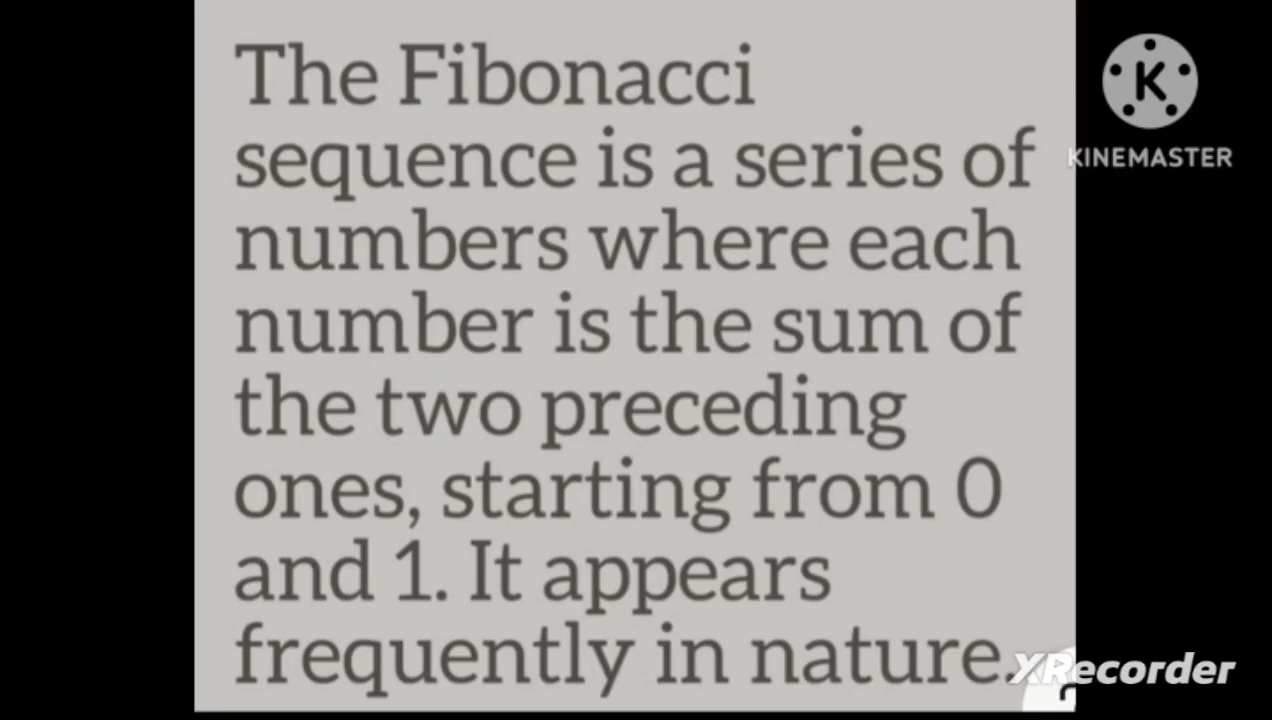 The Fibonacci
sequence is a series of
numbers where each
number is the sum of
the two preceding
ones, starting from 0
and 1. It appears
frequently in nature.
K
KINEMASTER
XRecorder